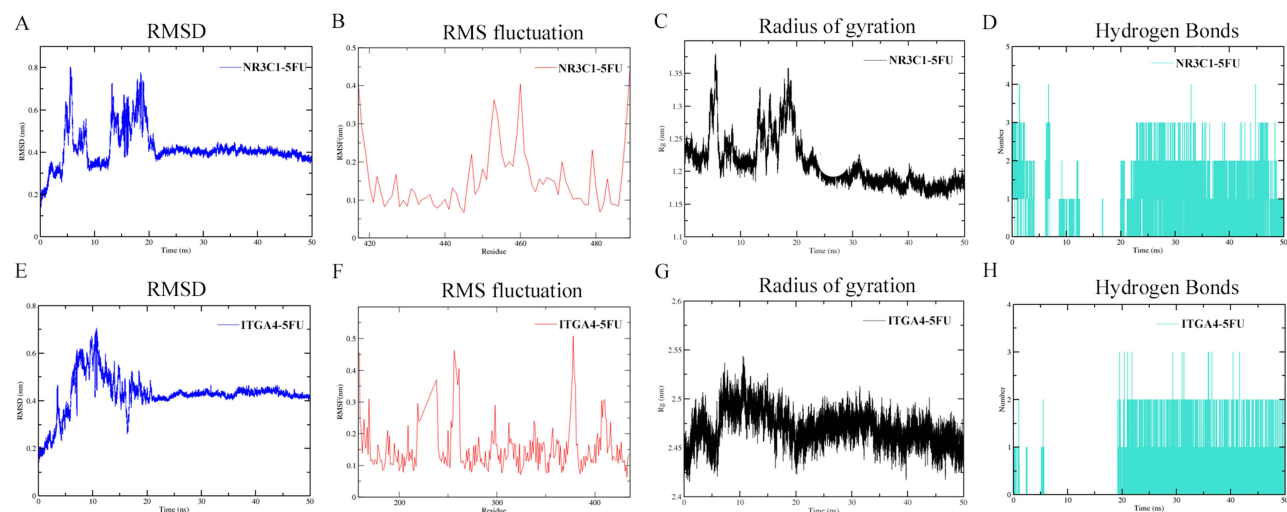 A
RMSD
NR3C1-5FU
RMSD (nm)
0.8
0.6
0.4
0.2
0
0 10 20 30 40 50
Time (ns)
B
RMS fluctuation
NR3C1-5FU
RMSF(nm)
0.5
0.4
0.3
0.2
0.1
0
420 440 460 480
Residue
C
Radius of gyration
NR3C1-5FU
Rg (nm)
1.35
1.3
1.25
1.2
1.15
1.1
0 10 20 30 40 50
Time (ns)
D
Hydrogen Bonds
NR3C1-5FU
Number
5
4
3
2
1
0
0 10 20 30 40 50
Time (ns)
E
RMSD
ITGA4-5FU
RMSD (nm)
0.8
0.6
0.4
0.2
0
0 10 20 30 40 50
Time (ns)
F
RMS fluctuation
ITGA4-5FU
RMSF(nm)
0.5
0.4
0.3
0.2
0.1
0
200 300 400
Residue
G
Radius of gyration
ITGA4-5FU
Rg (nm)
2.6
2.55
2.5
2.45
2.4
0 10 20 30 40 50
Time (ns)
H
Hydrogen Bonds
ITGA4-5FU
Number
4
3
2
1
0
0 10 20 30 40 50
Time (ns)